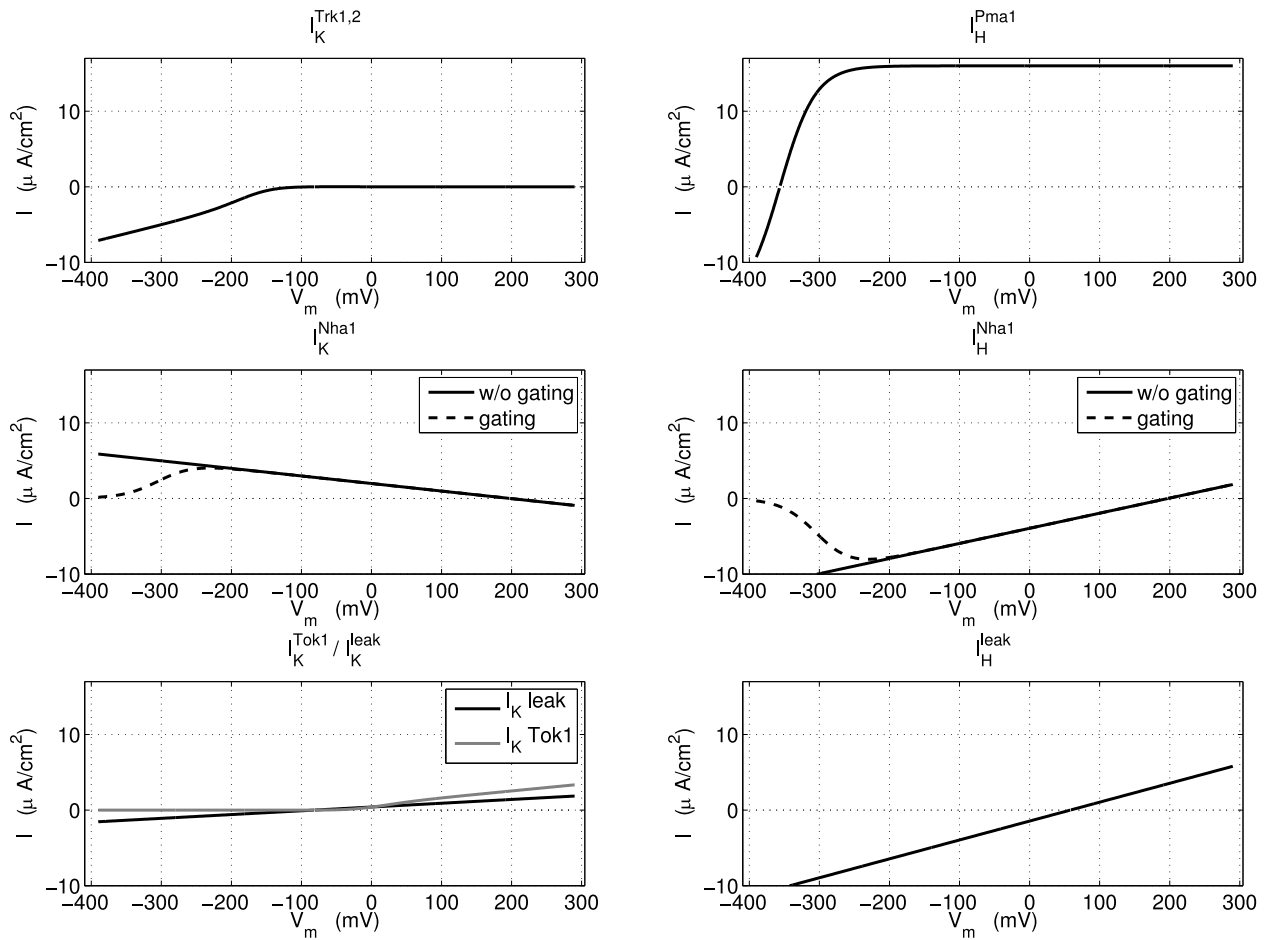 I_K^Trk1,2
10
0
−10
I (μ A/cm²)
−400 −300 −200 −100 0 100 200 300
V_m (mV)
I_H^Pma1
10
0
−10
I (μ A/cm²)
−400 −300 −200 −100 0 100 200 300
V_m (mV)
I_K^Nha1
w/o gating
gating
10
0
−10
I (μ A/cm²)
−400 −300 −200 −100 0 100 200 300
V_m (mV)
I_H^Nha1
w/o gating
gating
10
0
−10
I (μ A/cm²)
−400 −300 −200 −100 0 100 200 300
V_m (mV)
I_K^Tok1 / I_K^leak
I_K leak
I_K Tok1
10
0
−10
I (μ A/cm²)
−400 −300 −200 −100 0 100 200 300
V_m (mV)
I_H^leak
10
0
−10
I (μ A/cm²)
−400 −300 −200 −100 0 100 200 300
V_m (mV)